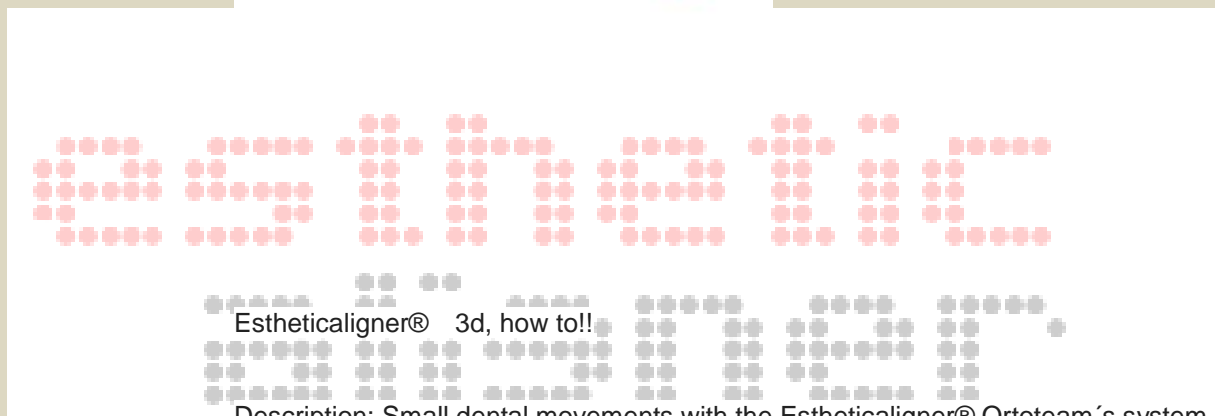 esthetic
aligner
Estheticaligner® 3d, how to!!
Description: Small dental movements with the Estheticaligner® Ortoteam´s system